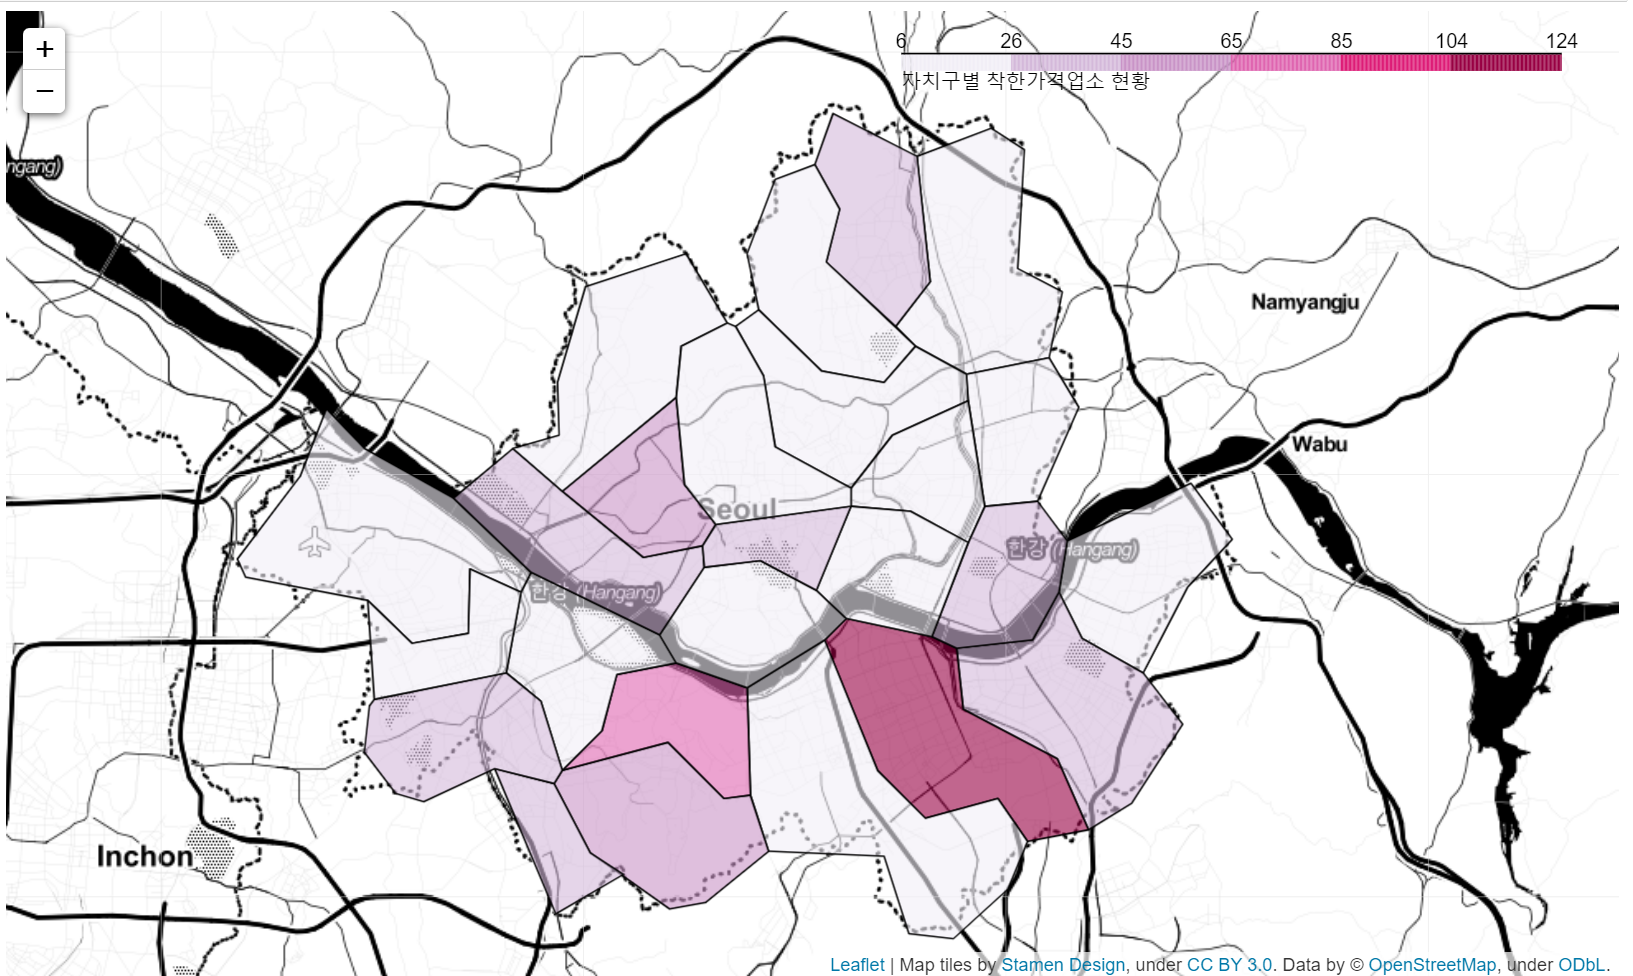 +
−
6 26 45 65 85 104 124
자치구별 착한가격업소 현황
ngang)
Namyangju
Wabu
Seoul
한강 (Hangang)
한강 (Hangang)
Inchon
Leaflet | Map tiles by Stamen Design, under CC BY 3.0. Data by © OpenStreetMap, under ODbL.